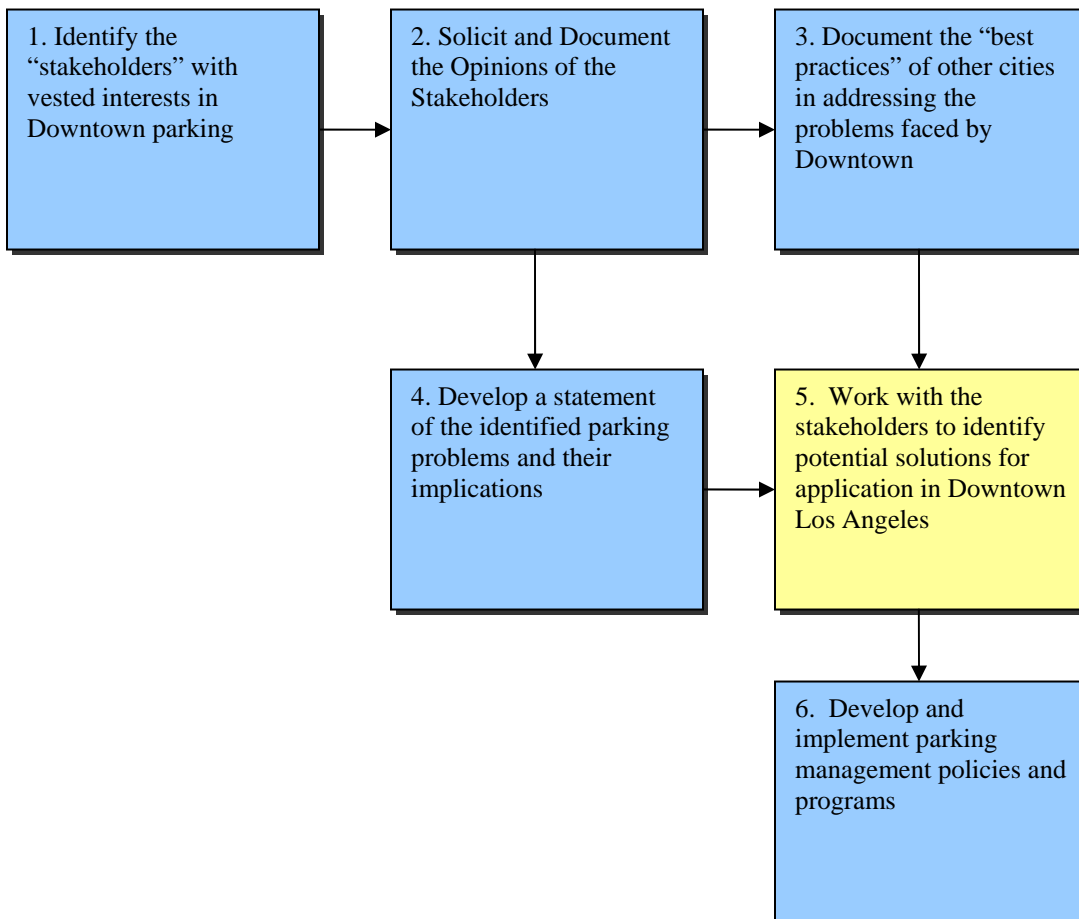 1. Identify the
“stakeholders” with
vested interests in
Downtown parking
2. Solicit and Document
the Opinions of the
Stakeholders
3. Document the “best
practices” of other cities
in addressing the
problems faced by
Downtown
4. Develop a statement
of the identified parking
problems and their
implications
5.  Work with the
stakeholders to identify
potential solutions for
application in Downtown
Los Angeles
6.  Develop and
implement parking
management policies and
programs